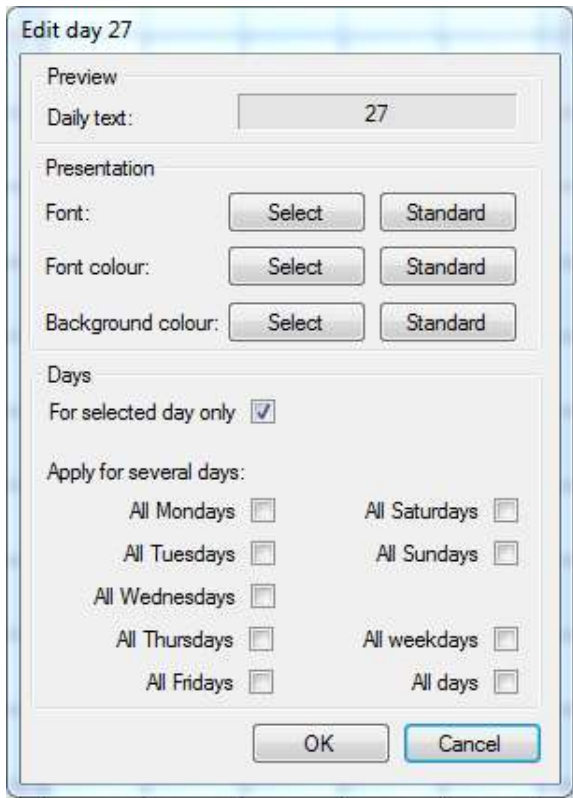 Edit day 27
Preview
Daily text: 27
Presentation
Font: Select Standard
Font colour: Select Standard
Background colour: Select Standard
Days
For selected day only
Apply for several days:
All Mondays All Saturdays
All Tuesdays All Sundays
All Wednesdays
All Thursdays All weekdays
All Fridays All days
OK Cancel